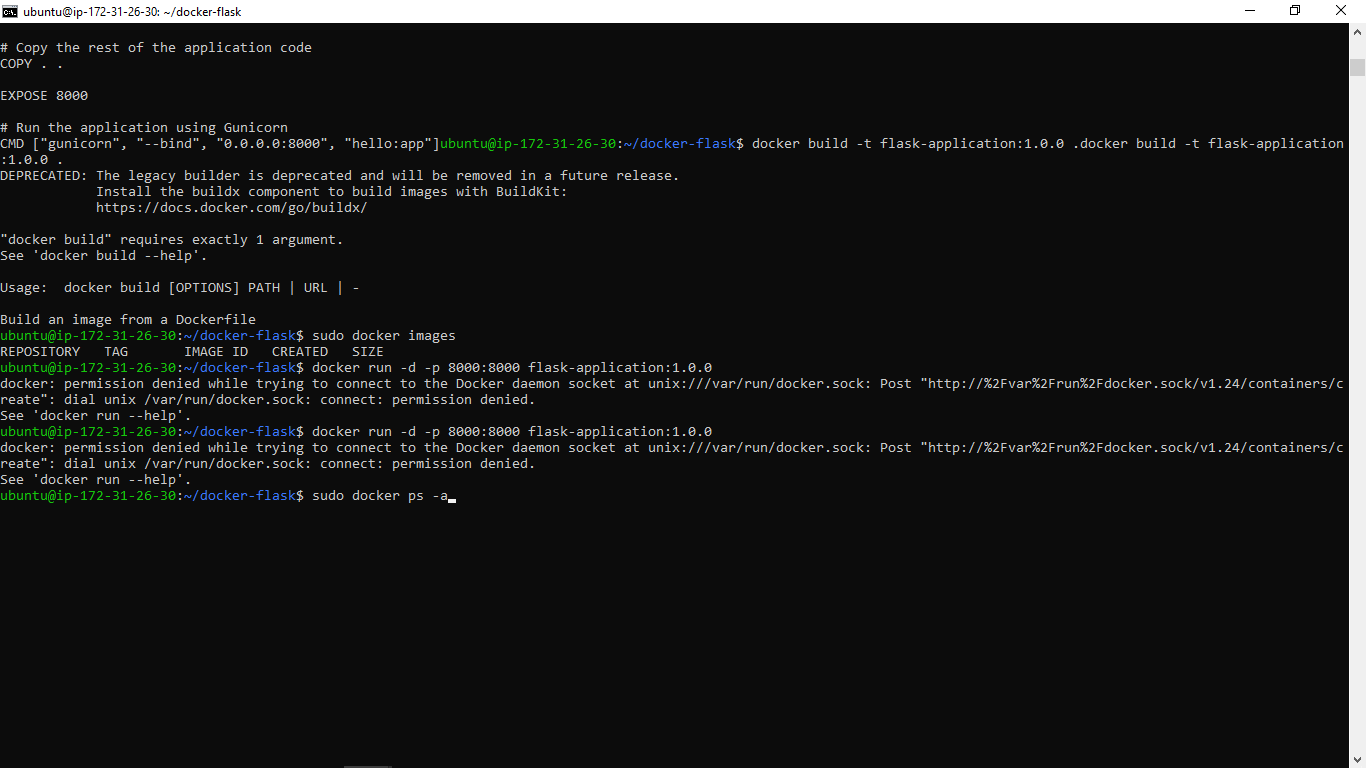 ubuntu@ip-172-31-26-30: ~/docker-flask
# Copy the rest of the application code
COPY . .
EXPOSE 8000
# Run the application using Gunicorn
CMD ["gunicorn", "--bind", "0.0.0.0:8000", "hello:app"]ubuntu@ip-172-31-26-30:~/docker-flask$ docker build -t flask-application:1.0.0 .docker build -t flask-application
:1.0.0 .
DEPRECATED: The legacy builder is deprecated and will be removed in a future release.
            Install the buildx component to build images with BuildKit:
            https://docs.docker.com/go/buildx/
"docker build" requires exactly 1 argument.
See 'docker build --help'.
Usage:  docker build [OPTIONS] PATH | URL | -
Build an image from a Dockerfile
ubuntu@ip-172-31-26-30:~/docker-flask$ sudo docker images
REPOSITORY   TAG       IMAGE ID   CREATED   SIZE
ubuntu@ip-172-31-26-30:~/docker-flask$ docker run -d -p 8000:8000 flask-application:1.0.0
docker: permission denied while trying to connect to the Docker daemon socket at unix:///var/run/docker.sock: Post "http://%2Fvar%2Frun%2Fdocker.sock/v1.24/containers/c
reate": dial unix /var/run/docker.sock: connect: permission denied.
See 'docker run --help'.
ubuntu@ip-172-31-26-30:~/docker-flask$ docker run -d -p 8000:8000 flask-application:1.0.0
docker: permission denied while trying to connect to the Docker daemon socket at unix:///var/run/docker.sock: Post "http://%2Fvar%2Frun%2Fdocker.sock/v1.24/containers/c
reate": dial unix /var/run/docker.sock: connect: permission denied.
See 'docker run --help'.
ubuntu@ip-172-31-26-30:~/docker-flask$ sudo docker ps -a